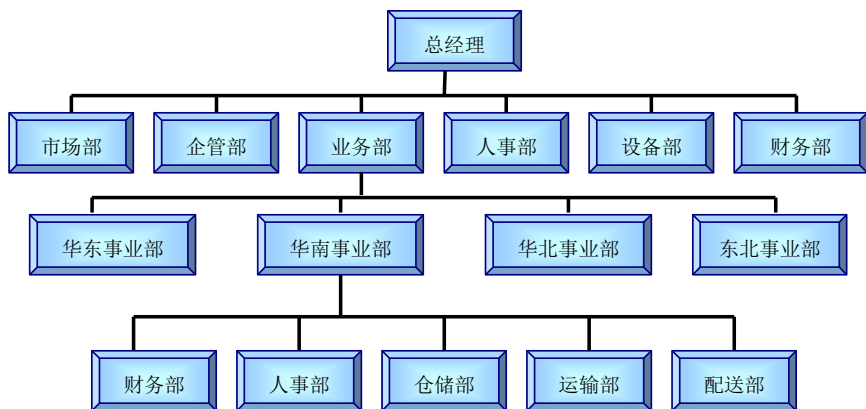 总经理
市场部
企管部
业务部
人事部
设备部
财务部
华东事业部
华南事业部
华北事业部
东北事业部
财务部
人事部
仓储部
运输部
配送部